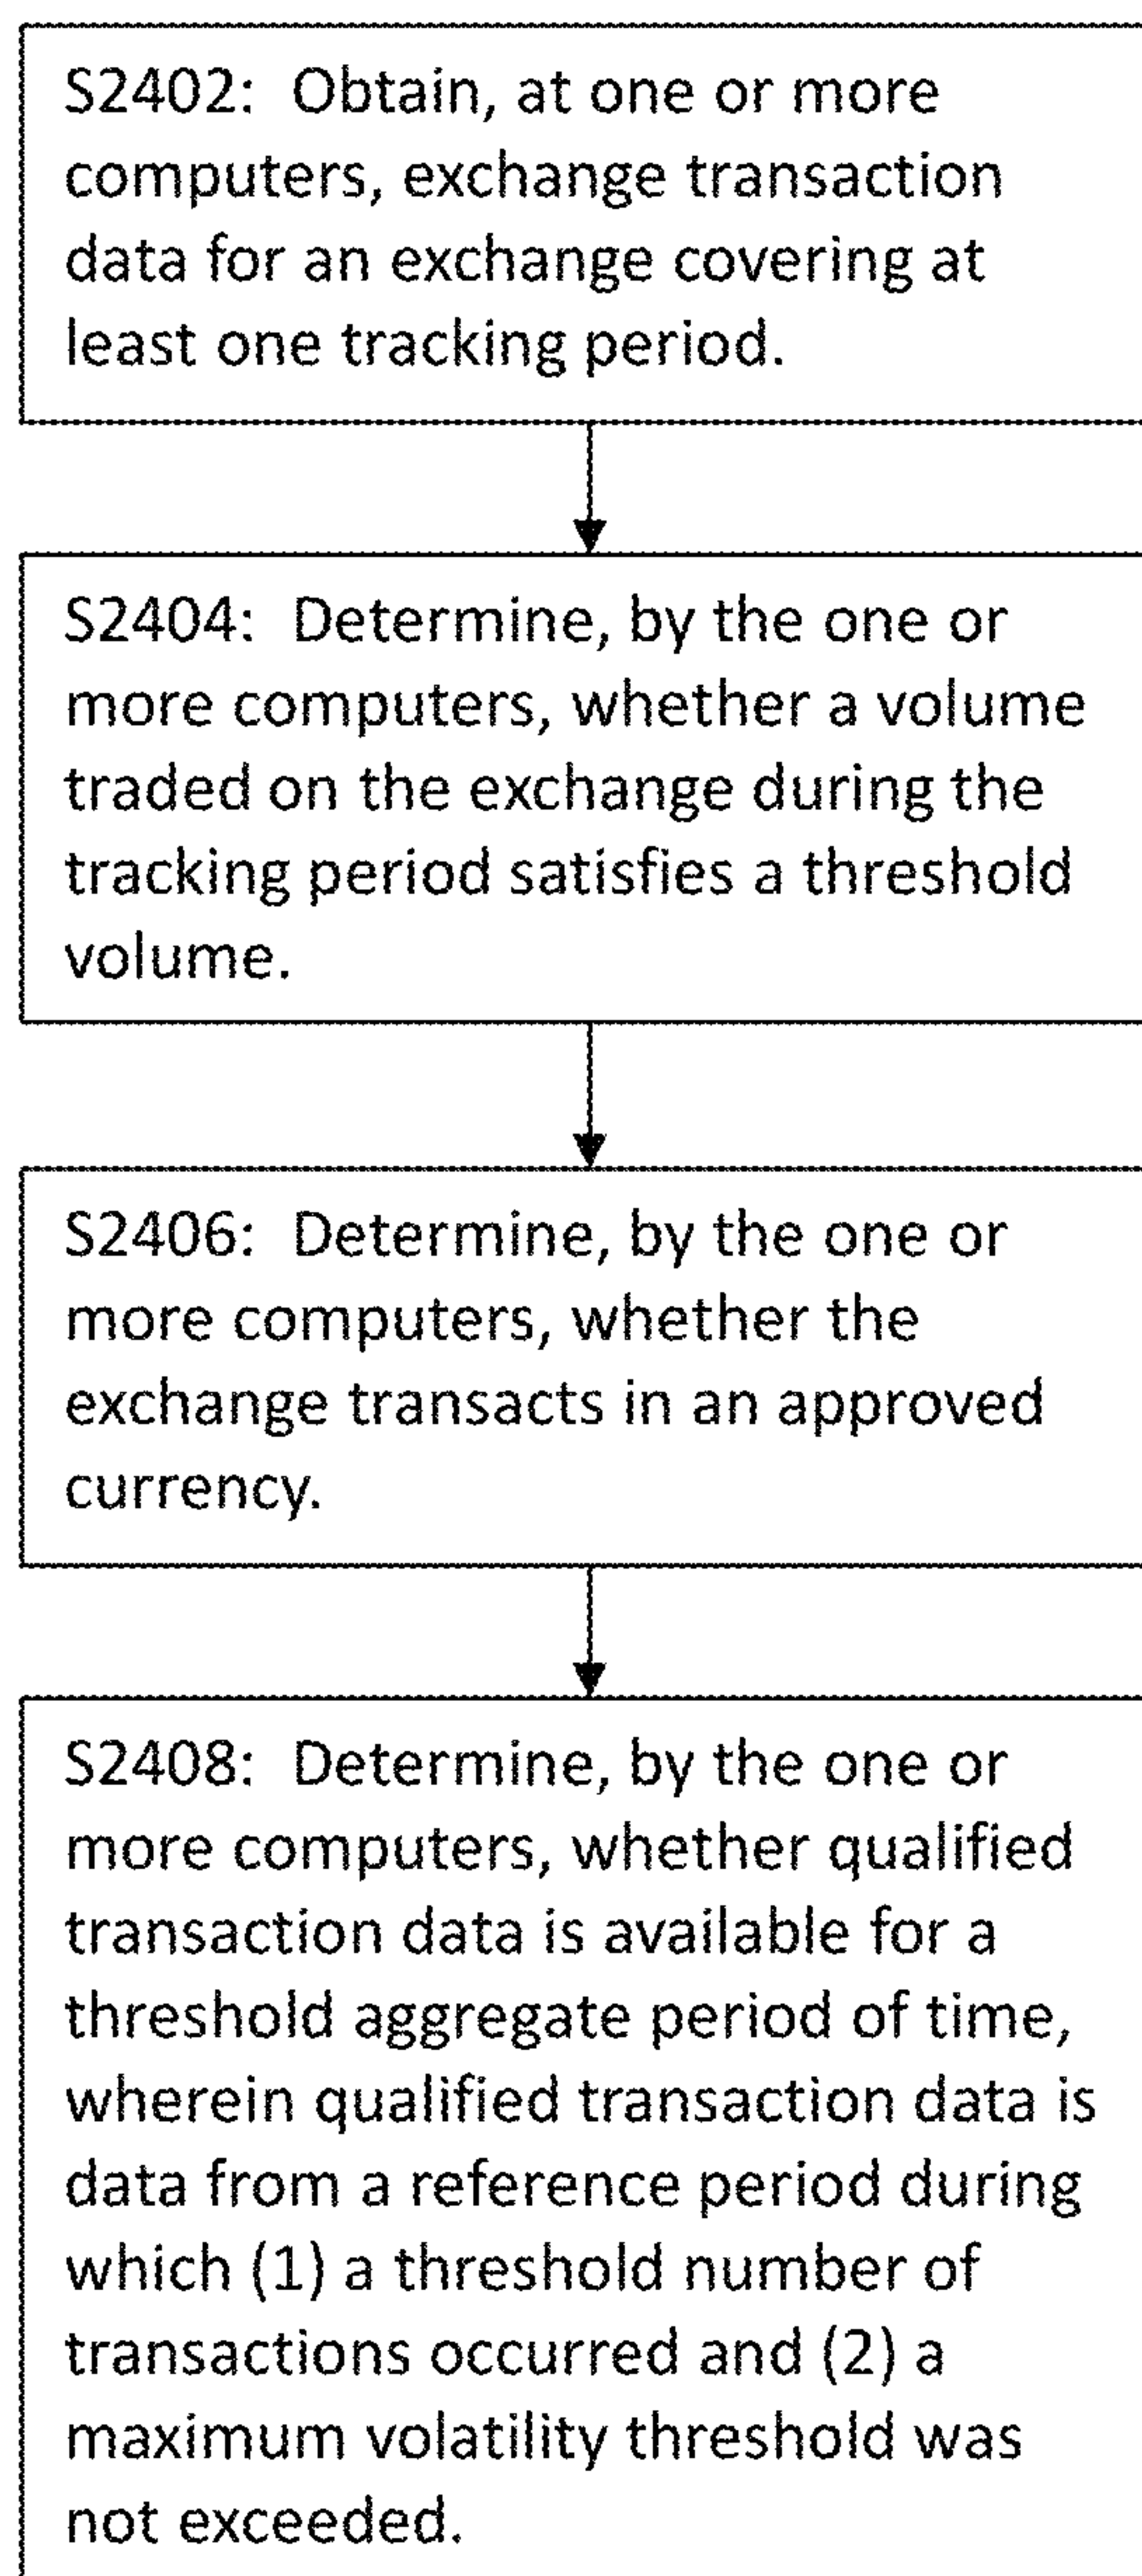 S2402: Obtain, at one or more
computers, exchange transaction
data for an exchange covering at
least one tracking period.
S2404: Determine, by the one or
more computers, whether a volume
traded on the exchange during the
tracking period satisfies a threshold
volume.
S2406: Determine, by the one or
more computers, whether the
exchange transacts in an approved
currency.
S2408: Determine, by the one or
more computers, whether qualified
transaction data is available for a
threshold aggregate period of time,
wherein qualified transaction data is
data from a reference period during
which (1) a threshold number of
transactions occurred and (2) a
maximum volatility threshold was
not exceeded.